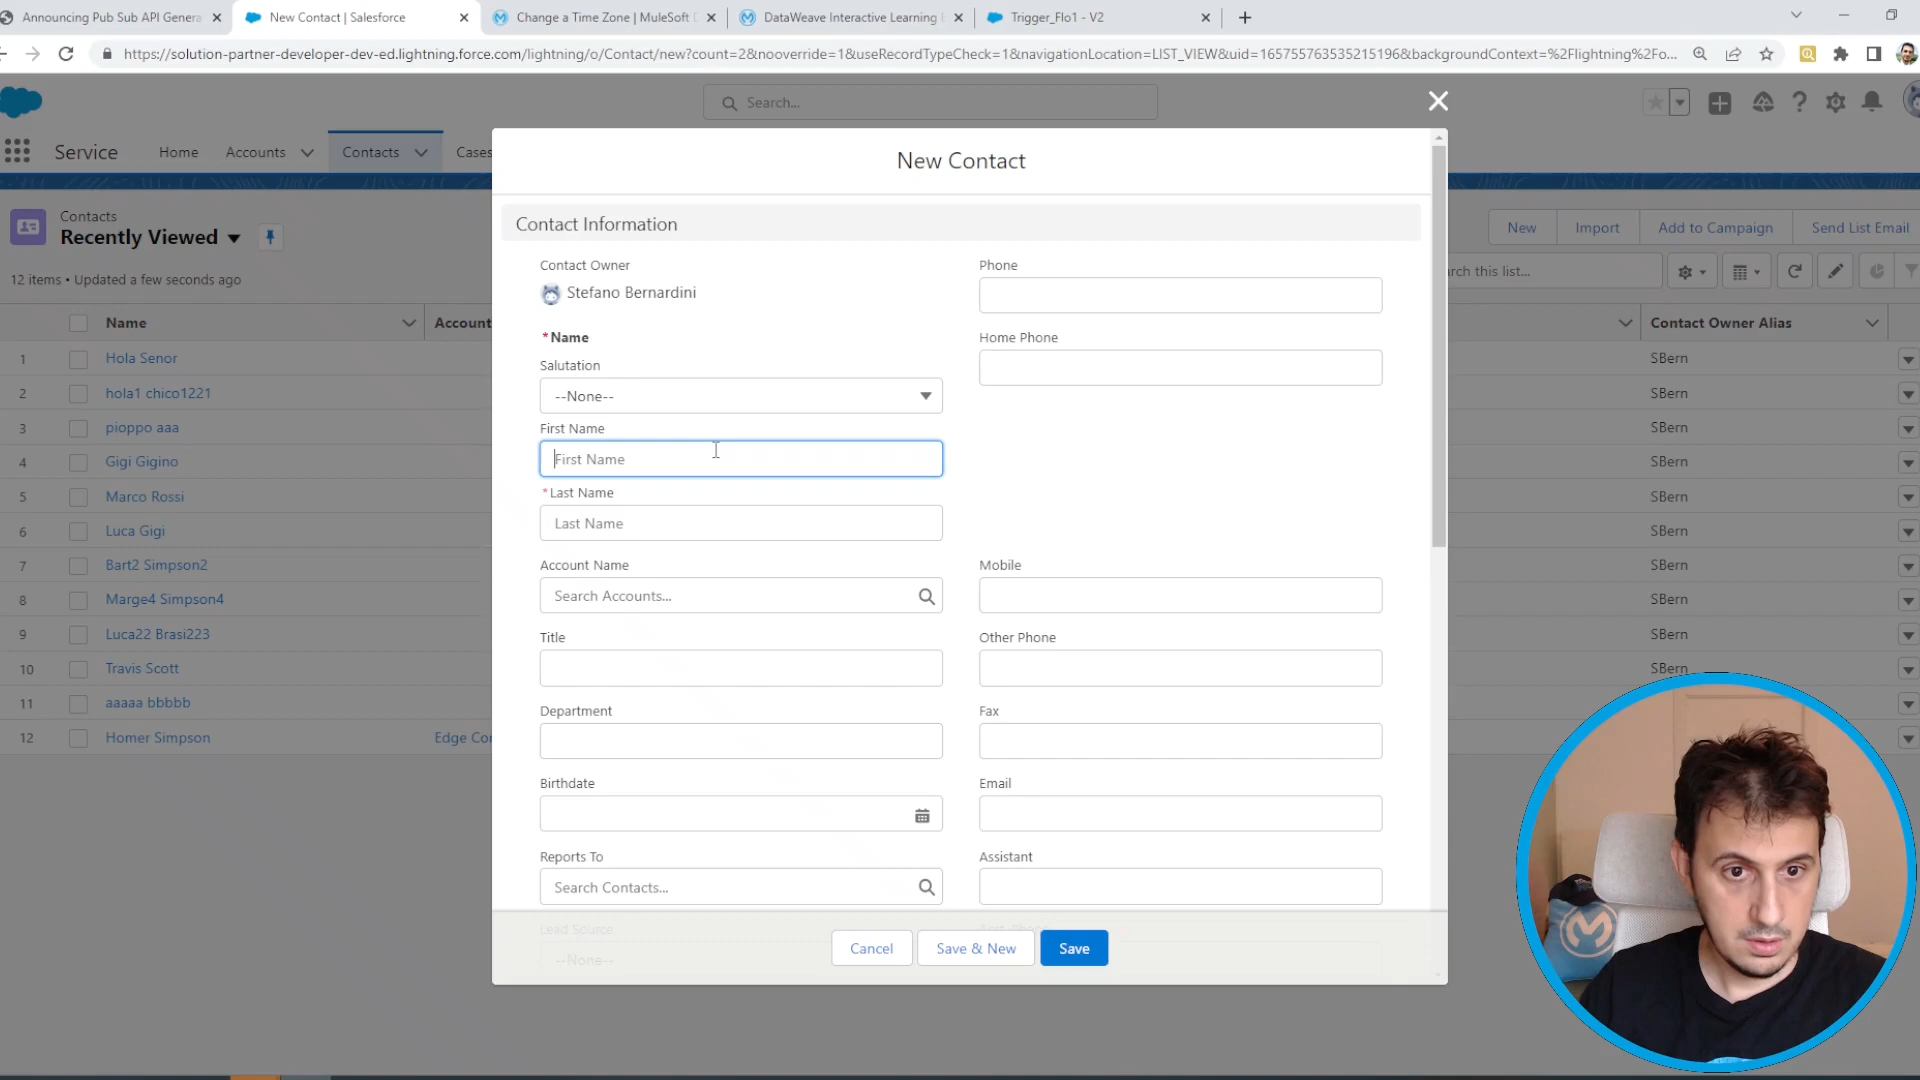 Announcing Pub Sub API Genera
New Contact | Salesforce
Change a Time Zone | MuleSoft D
DataWeave Interactive Learning E
Trigger_Flo1 - V2
https://solution-partner-developer-dev-ed.lightning.force.com/lightning/o/Contact/new?count=2&nooverride=1&useRecordTypeCheck=1&navigationLocation=LIST_VIEW&uid=165755763535215196&backgroundContext=%2Flightning%2Fo...
Search...
Service
Home
Accounts
Contacts
Cases
New Contact
Contacts
Recently Viewed
New
Import
Add to Campaign
Send List Email
12 items • Updated a few seconds ago
rch this list...
Name
Account
Contact Owner Alias
1 Hola Senor SBern
2 hola1 chico1221 SBern
3 pioppo aaa SBern
4 Gigi Gigino SBern
5 Marco Rossi SBern
6 Luca Gigi SBern
7 Bart2 Simpson2 SBern
8 Marge4 Simpson4 SBern
9 Luca22 Brasi223 SBern
10 Travis Scott SBern
11 aaaaa bbbbb
12 Homer Simpson Edge Cor
Contact Information
Contact Owner
Stefano Bernardini
Phone
*Name
Home Phone
Salutation
--None--
First Name
First Name
*Last Name
Last Name
Account Name
Search Accounts...
Mobile
Title
Other Phone
Department
Fax
Birthdate
Email
Reports To
Search Contacts...
Assistant
Lead Source
--None--
Cancel
Save & New
Save